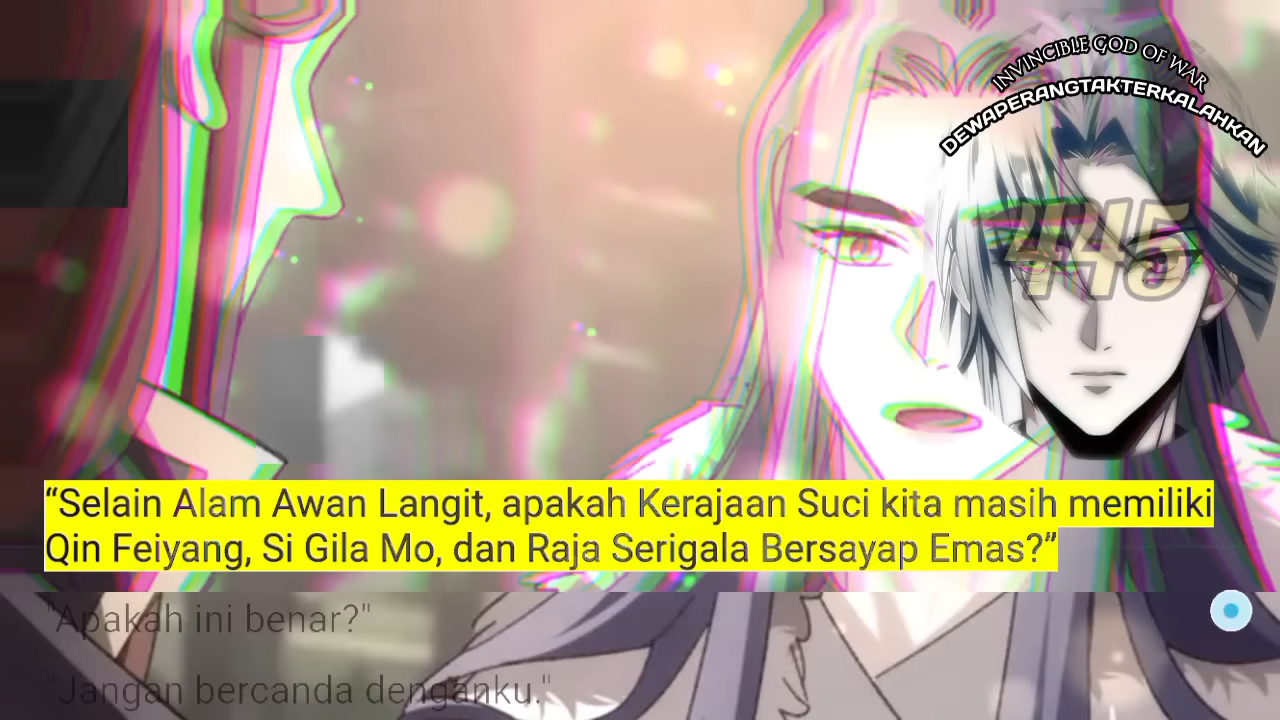 INVINCIBLE GOD OF WAR
DEWAPERANGTAKTERKALAHKAN
“Selain Alam Awan Langit, apakah Kerajaan Suci kita masih memiliki
Qin Feiyang, Si Gila Mo, dan Raja Serigala Bersayap Emas?”
"Apakah ini benar?"
"Jangan bercanda denganku."